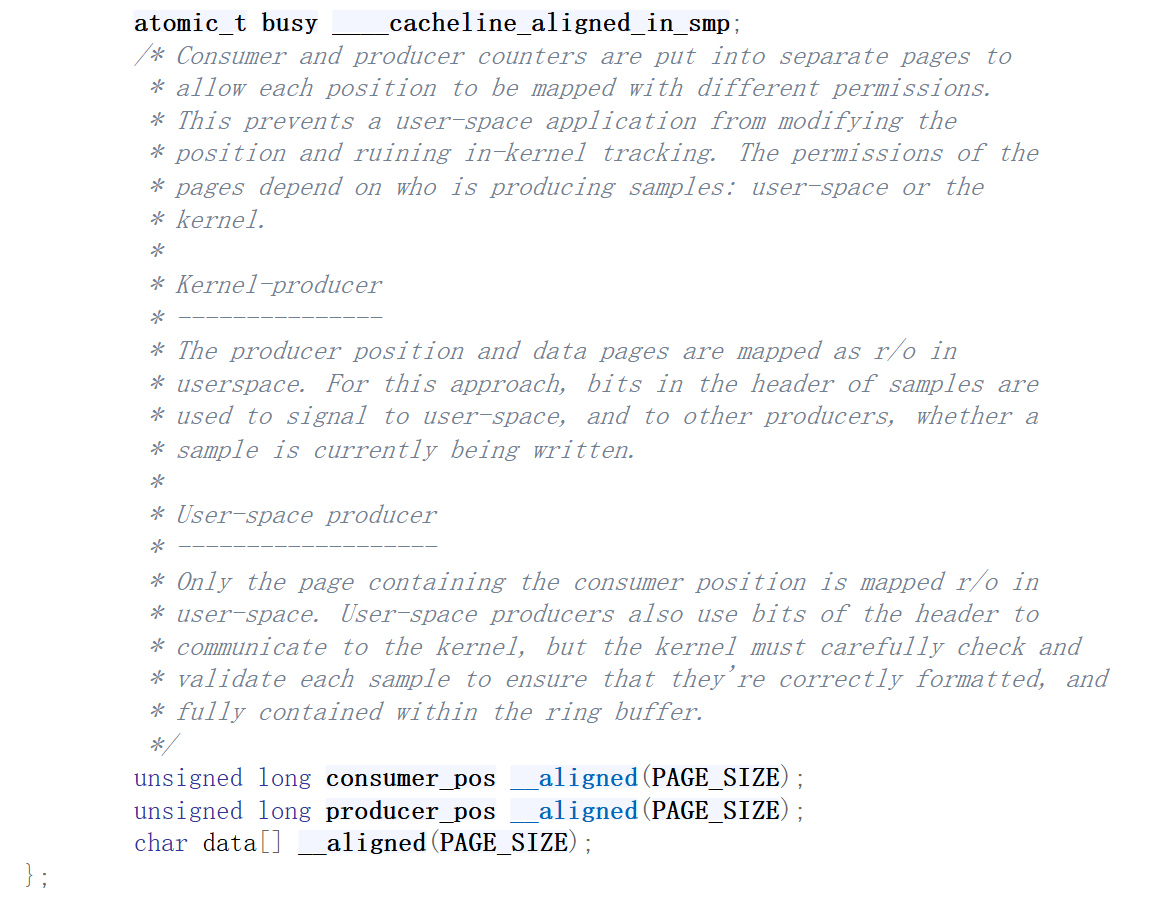 atomic_t busy ____cacheline_aligned_in_smp;
/* Consumer and producer counters are put into separate pages to
* allow each position to be mapped with different permissions.
* This prevents a user-space application from modifying the
* position and ruining in-kernel tracking. The permissions of the
* pages depend on who is producing samples: user-space or the
* kernel.
*
* Kernel-producer
* ---------------
* The producer position and data pages are mapped as r/o in
* userspace. For this approach, bits in the header of samples are
* used to signal to user-space, and to other producers, whether a
* sample is currently being written.
*
* User-space producer
* -------------------
* Only the page containing the consumer position is mapped r/o in
* user-space. User-space producers also use bits of the header to
* communicate to the kernel, but the kernel must carefully check and
* validate each sample to ensure that they're correctly formatted, and
* fully contained within the ring buffer.
*/
unsigned long consumer_pos __aligned(PAGE_SIZE);
unsigned long producer_pos __aligned(PAGE_SIZE);
char data[] __aligned(PAGE_SIZE);
};